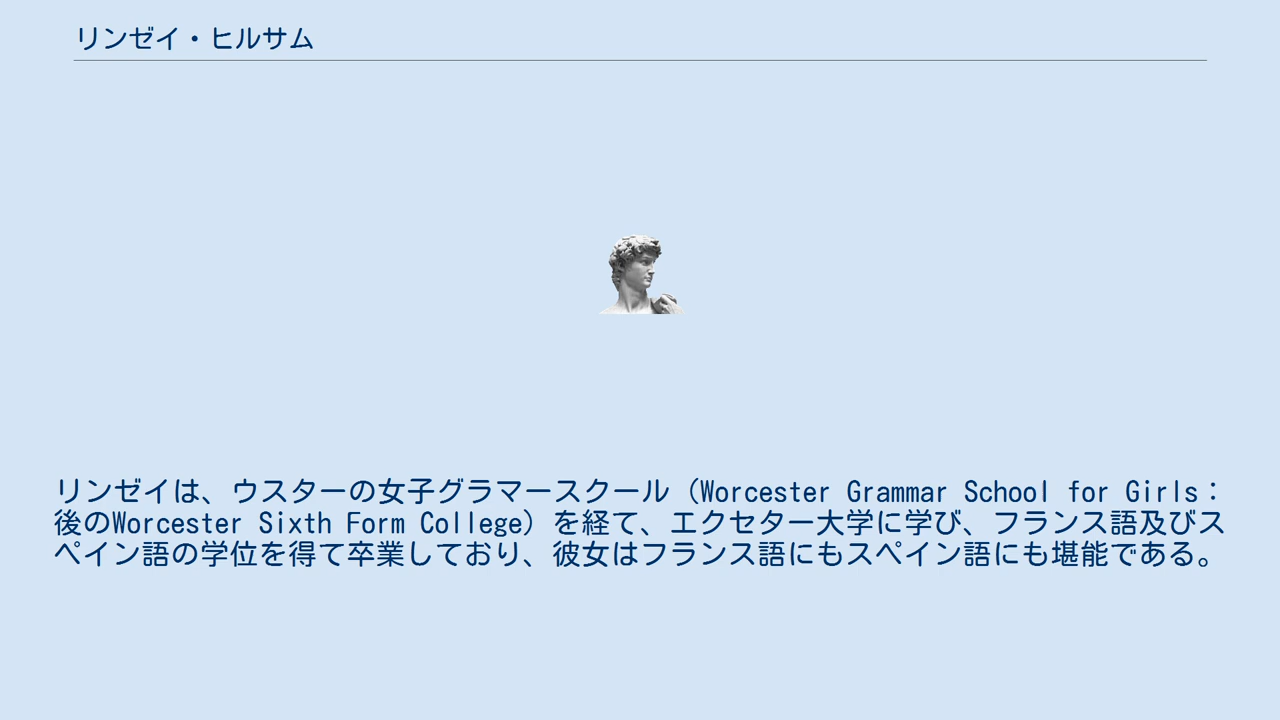 リンゼイ・ヒルサム
リンゼイは、ウスターの女子グラマースクール（Worcester Grammar School for Girls：
後のWorcester Sixth Form College）を経て、エクセター大学に学び、フランス語及びス
ペイン語の学位を得て卒業しており、彼女はフランス語にもスペイン語にも堪能である。